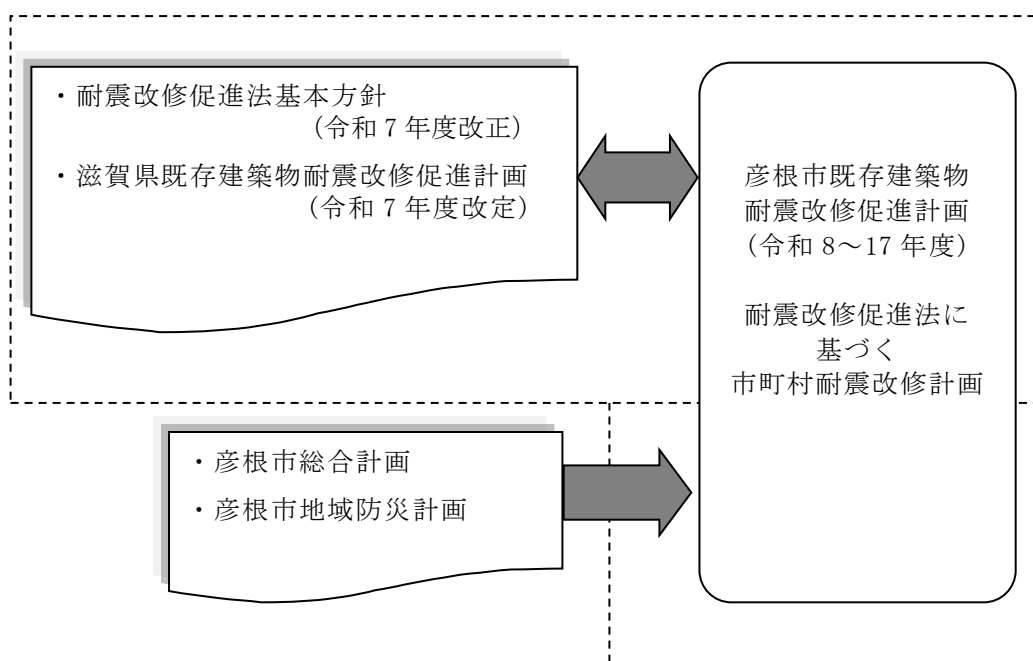 ・耐震改修促進法基本方針
（令和７年度改正）
・滋賀県既存建築物耐震改修促進計画
（令和７年度改定）
彦根市既存建築物
耐震改修促進計画
（令和 8～17 年度）
耐震改修促進法に
基づく
市町村耐震改修計画
・彦根市総合計画
・彦根市地域防災計画